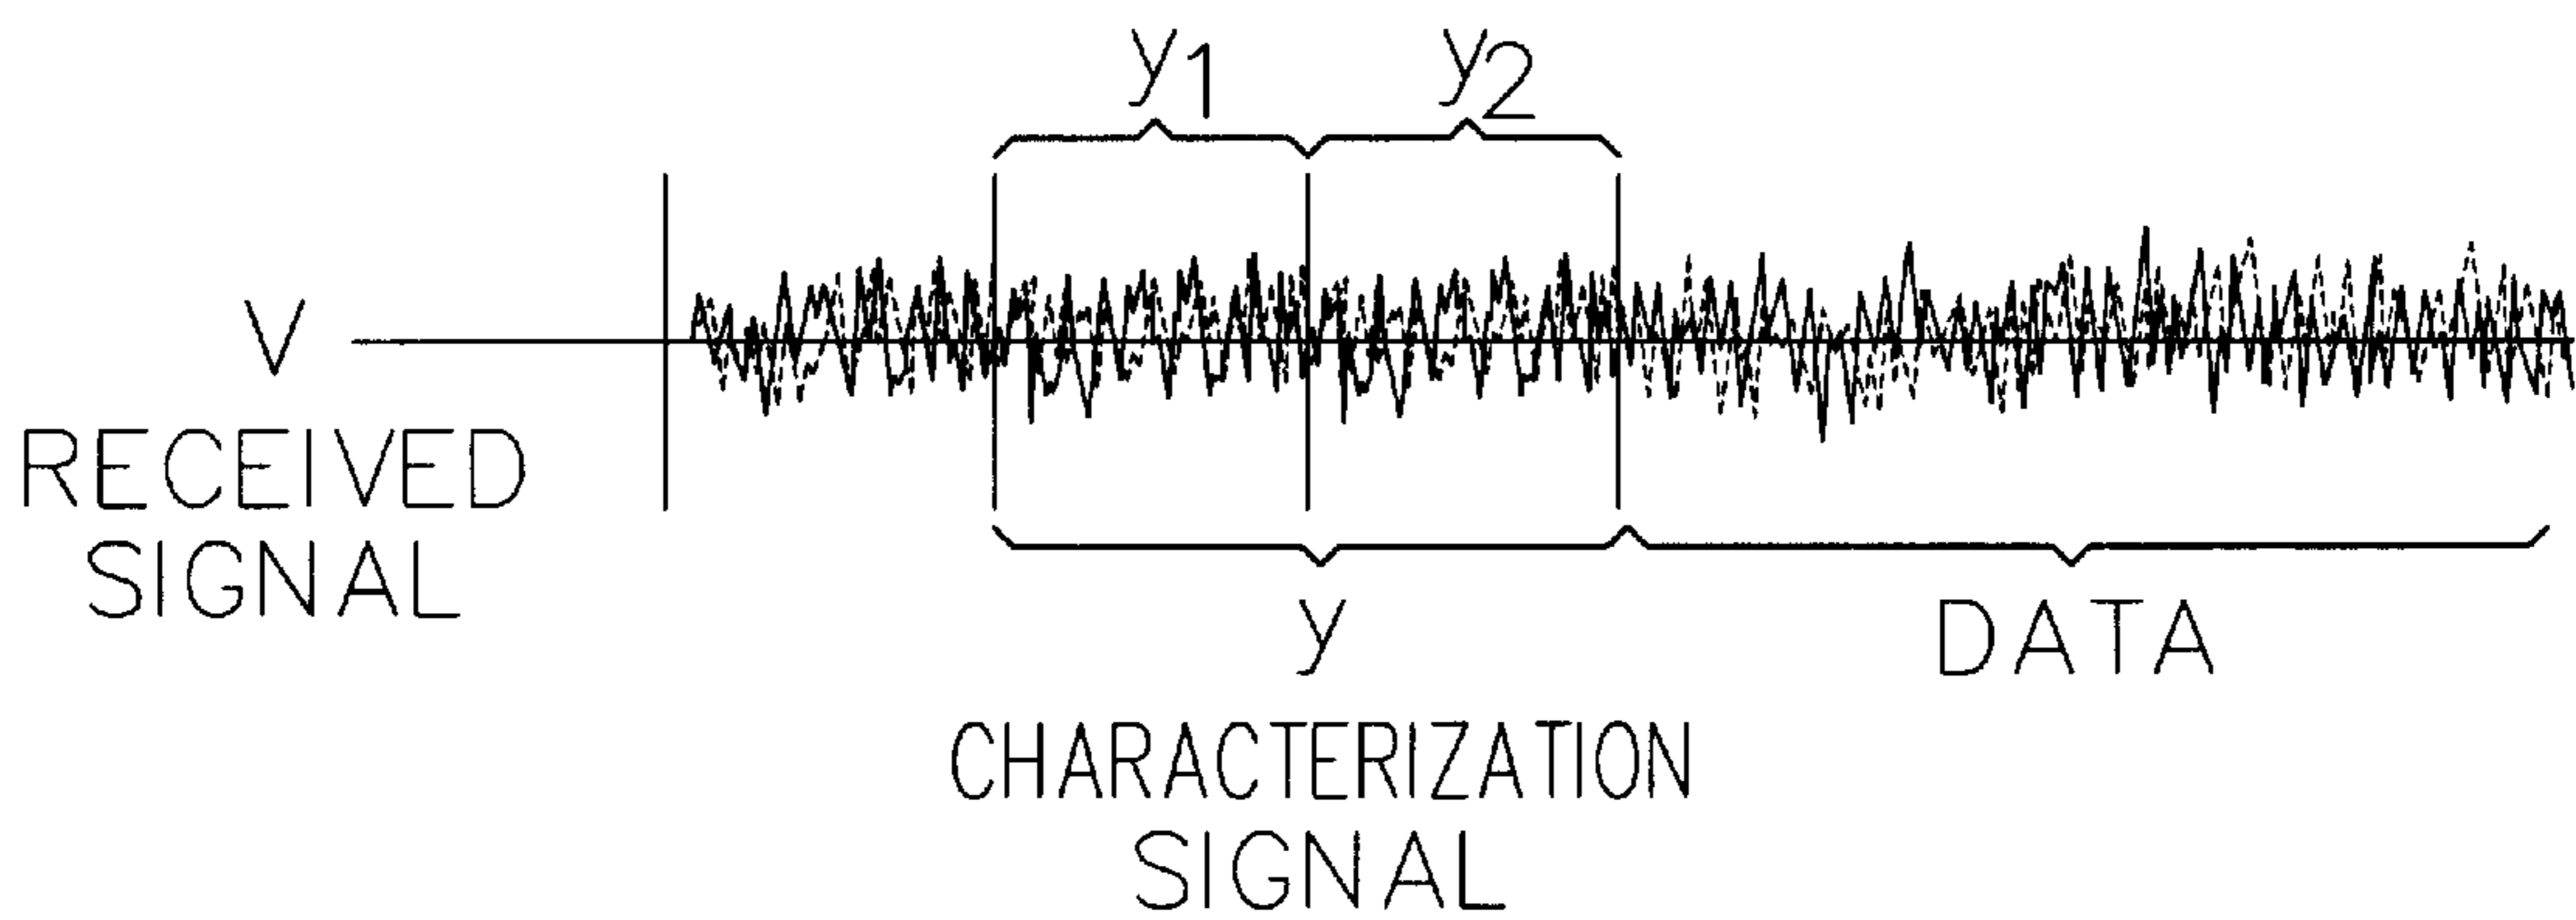 y1 y2
V
RECEIVED
SIGNAL
y
DATA
CHARACTERIZATION
SIGNAL